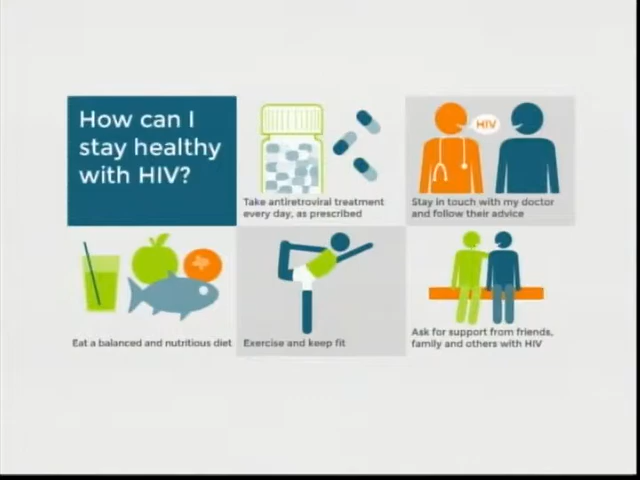 How can I
stay healthy
with HIV?
Take antiretroviral treatment
every day, as prescribed
HIV
Stay in touch with my doctor
and follow their advice
Eat a balanced and nutritious diet
Exercise and keep fit
Ask for support from friends,
family and others with HIV